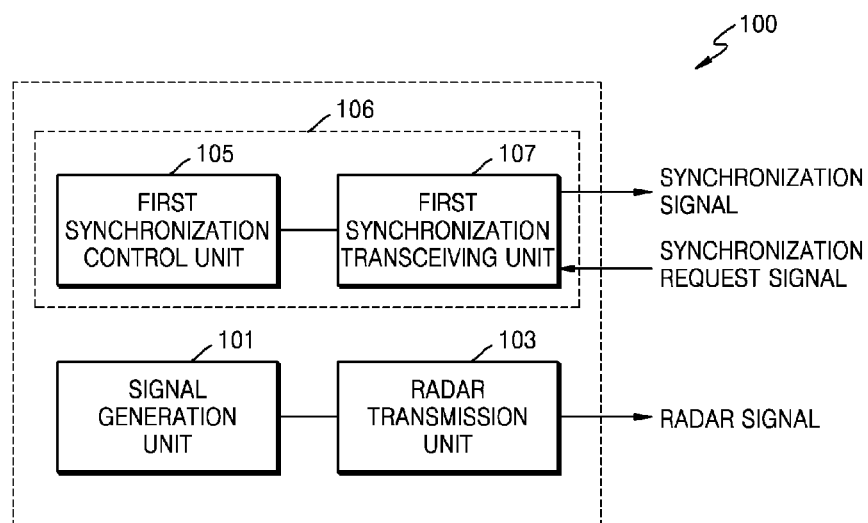 100
106
105
107
FIRST
SYNCHRONIZATION
CONTROL UNIT
FIRST
SYNCHRONIZATION
TRANSCEIVING UNIT
SYNCHRONIZATION
SIGNAL
SYNCHRONIZATION
REQUEST SIGNAL
101
103
SIGNAL
GENERATION
UNIT
RADAR
TRANSMISSION
UNIT
RADAR SIGNAL